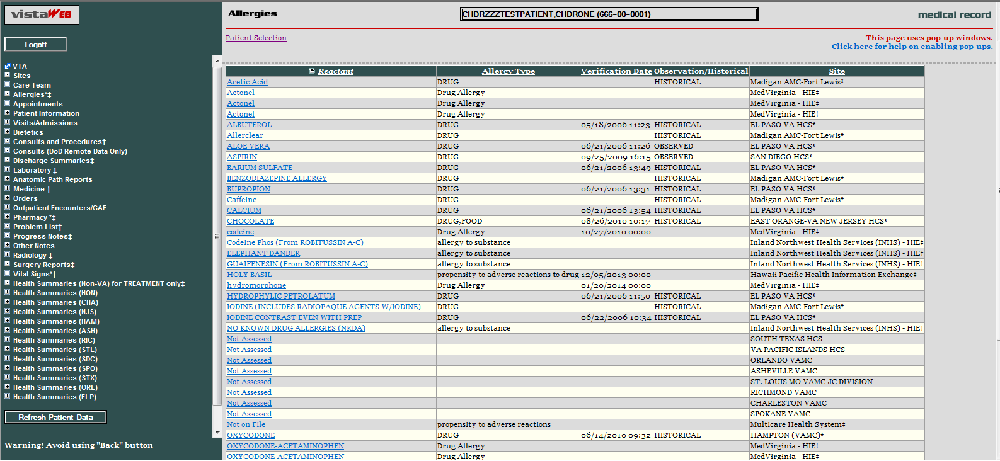 vistaWEB
Logoff
VTA
Sites
Care Team
Allergies*‡
Appointments
Patient Information
Visits/Admissions
Dietetics
Consults and Procedures‡
Consults (DoD Remote Data Only)
Discharge Summaries‡
Laboratory ‡
Anatomic Path Reports
Medicine ‡
Orders
Outpatient Encounters/GAF
Pharmacy *‡
Problem List‡
Progress Notes‡
Other Notes
Radiology ‡
Surgery Reports‡
Vital Signs*‡
Health Summaries (Non-VA) for TREATMENT only‡
Health Summaries (HON)
Health Summaries (CHA)
Health Summaries (NJS)
Health Summaries (HAM)
Health Summaries (ASH)
Health Summaries (RIC)
Health Summaries (STL)
Health Summaries (SDC)
Health Summaries (SPO)
Health Summaries (STX)
Health Summaries (ORL)
Health Summaries (ELP)
Refresh Patient Data
Warning! Avoid using "Back" button
Allergies
CHDRZZZTESTPATIENT,CHDRONE (666-00-0001)
medical record
Patient Selection
This page uses pop-up windows.
Click here for help on enabling pop-ups.
Reactant Allergy Type Verification Date Observation/Historical Site
Acetic Acid DRUG HISTORICAL Madigan AMC-Fort Lewis*
Actonel Drug Allergy MedVirginia - HIE‡
Actonel Drug Allergy MedVirginia - HIE‡
Actonel Drug Allergy MedVirginia - HIE‡
ALBUTEROL DRUG 05/18/2006 11:23 HISTORICAL EL PASO VA HCS*
Allerclear DRUG HISTORICAL Madigan AMC-Fort Lewis*
ALOE VERA DRUG 06/21/2006 11:26 OBSERVED EL PASO VA HCS*
ASPIRIN DRUG 09/25/2009 16:15 OBSERVED SAN DIEGO HCS*
BARIUM SULFATE DRUG 06/21/2006 13:49 HISTORICAL EL PASO VA HCS*
BENZODIAZEPINE ALLERGY DRUG HISTORICAL Madigan AMC-Fort Lewis*
BUPROPION DRUG 06/21/2006 13:31 HISTORICAL EL PASO VA HCS*
Caffeine DRUG HISTORICAL Madigan AMC-Fort Lewis*
CALCIUM DRUG 06/21/2006 13:54 HISTORICAL EL PASO VA HCS*
CHOCOLATE DRUG,FOOD 08/26/2010 10:17 HISTORICAL EAST ORANGE-VA NEW JERSEY HCS*
codeine Drug Allergy 10/27/2010 00:00 MedVirginia - HIE‡
Codeine Phos (From ROBITUSSIN A-C) allergy to substance Inland Northwest Health Services (INHS) - HIE‡
ELEPHANT DANDER allergy to substance Inland Northwest Health Services (INHS) - HIE‡
GUAIFENESIN (From ROBITUSSIN A-C) allergy to substance Inland Northwest Health Services (INHS) - HIE‡
HOLY BASIL propensity to adverse reactions to drug 12/05/2013 00:00 Hawaii Pacific Health Information Exchange‡
hydromorphone Drug Allergy 01/20/2014 00:00 MedVirginia - HIE‡
HYDROPHYLIC PETROLATUM DRUG 06/21/2006 11:50 HISTORICAL EL PASO VA HCS*
IODINE (INCLUDES RADIOPAQUE AGENTS W/IODINE) DRUG HISTORICAL Madigan AMC-Fort Lewis*
IODINE CONTRAST EVEN WITH PREP DRUG 06/22/2006 10:34 HISTORICAL EL PASO VA HCS*
NO KNOWN DRUG ALLERGIES (NKDA) allergy to substance Inland Northwest Health Services (INHS) - HIE‡
Not Assessed SOUTH TEXAS HCS
Not Assessed VA PACIFIC ISLANDS HCS
Not Assessed ORLANDO VAMC
Not Assessed ASHEVILLE VAMC
Not Assessed ST. LOUIS MO VAMC-JC DIVISION
Not Assessed RICHMOND VAMC
Not Assessed CHARLESTON VAMC
Not Assessed SPOKANE VAMC
Not on File propensity to adverse reactions Multicare Health System‡
OXYCODONE DRUG 06/14/2010 09:32 HISTORICAL HAMPTON (VAMC)*
OXYCODONE-ACETAMINOPHEN Drug Allergy MedVirginia - HIE‡
OXYCODONE-ACETAMINOPHEN Drug Allergy MedVirginia - HIE‡